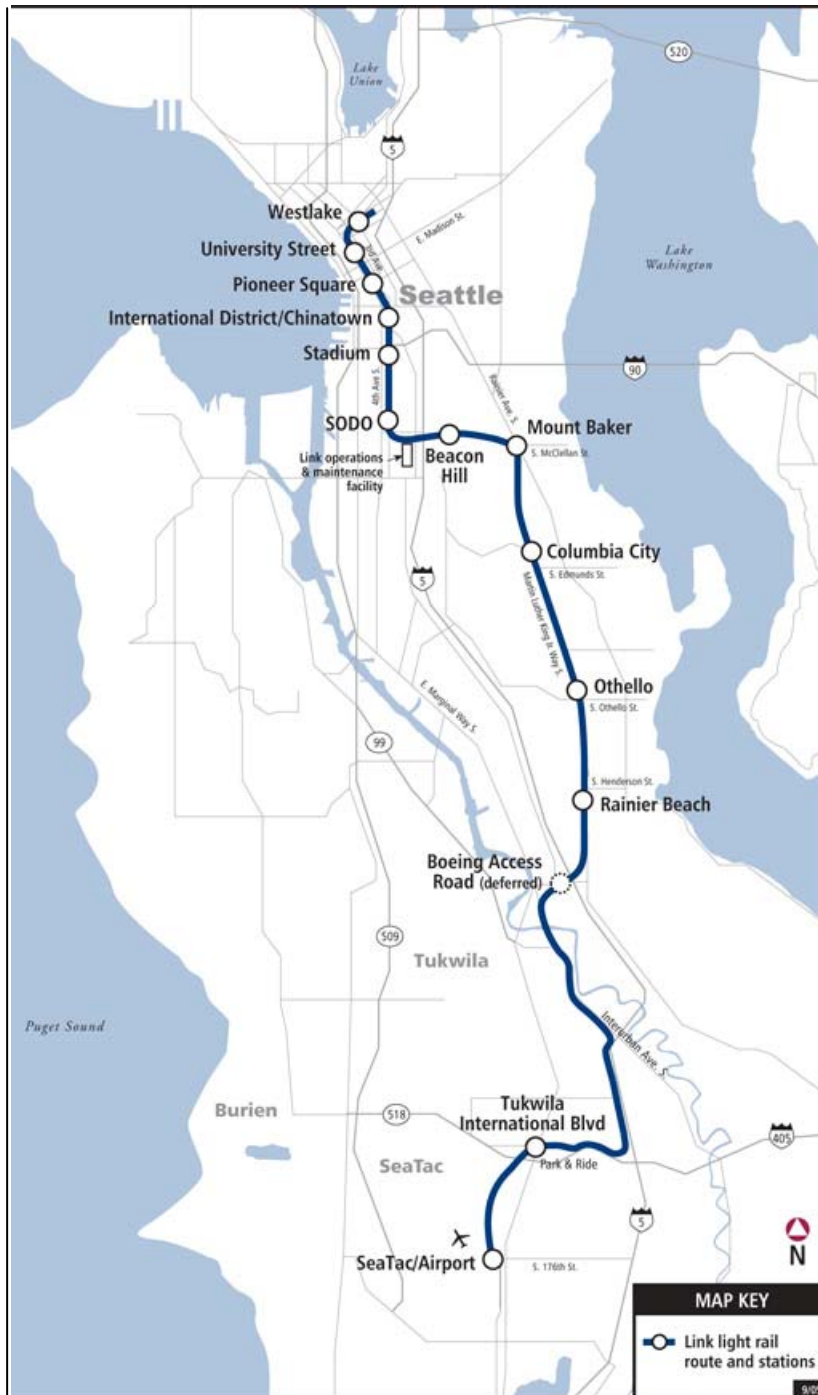 Lake
Union
520
5
Westlake
E. Madison St.
University Street
3rd Ave.
Lake
Washington
Pioneer Square
Seattle
International District/Chinatown
Stadium
90
4th Ave S.
Rainier Ave. S.
SODO
Mount Baker
Beacon
Hill
S. McClellan St.
Link operations
& maintenance
facility
Columbia City
S. Edmunds St.
5
Martin Luther King Jr. Way S.
Othello
S. Othello St.
E. Marginal Way S.
99
S. Henderson St.
Rainier Beach
Boeing Access
Road (deferred)
509
Tukwila
Puget Sound
Interurban Ave. S.
Burien
518
Tukwila
International Blvd
405
SeaTac
Park & Ride
5
N
SeaTac/Airport
S. 176th St.
MAP KEY
Link light rail
route and stations